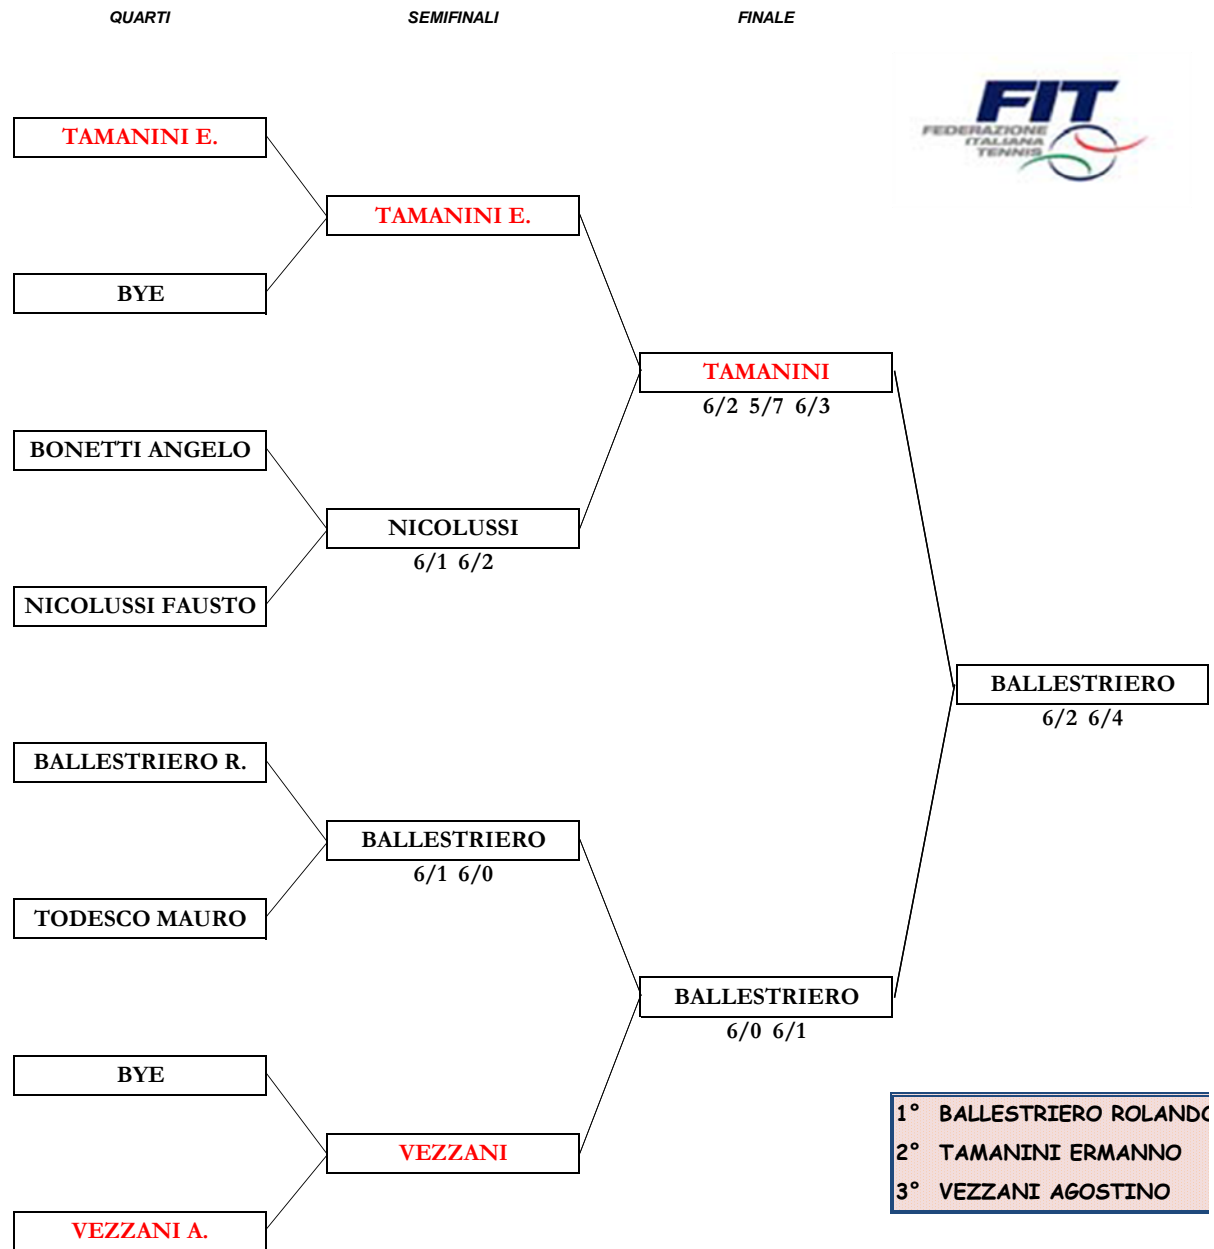 QUARTI SEMIFINALI FINALE
FIT
FEDERAZIONE
ITALIANA
TENNIS
TAMANINI E.
TAMANINI E.
BYE
TAMANINI
6/2 5/7 6/3
BONETTI ANGELO
NICOLUSSI
6/1 6/2
NICOLUSSI FAUSTO
BALLESTRIERO
6/2 6/4
BALLESTRIERO R.
BALLESTRIERO
6/1 6/0
TODESCO MAURO
BALLESTRIERO
6/0 6/1
BYE
VEZZANI
VEZZANI A.
1° BALLESTRIERO ROLANDO
2° TAMANINI ERMANNO
3° VEZZANI AGOSTINO